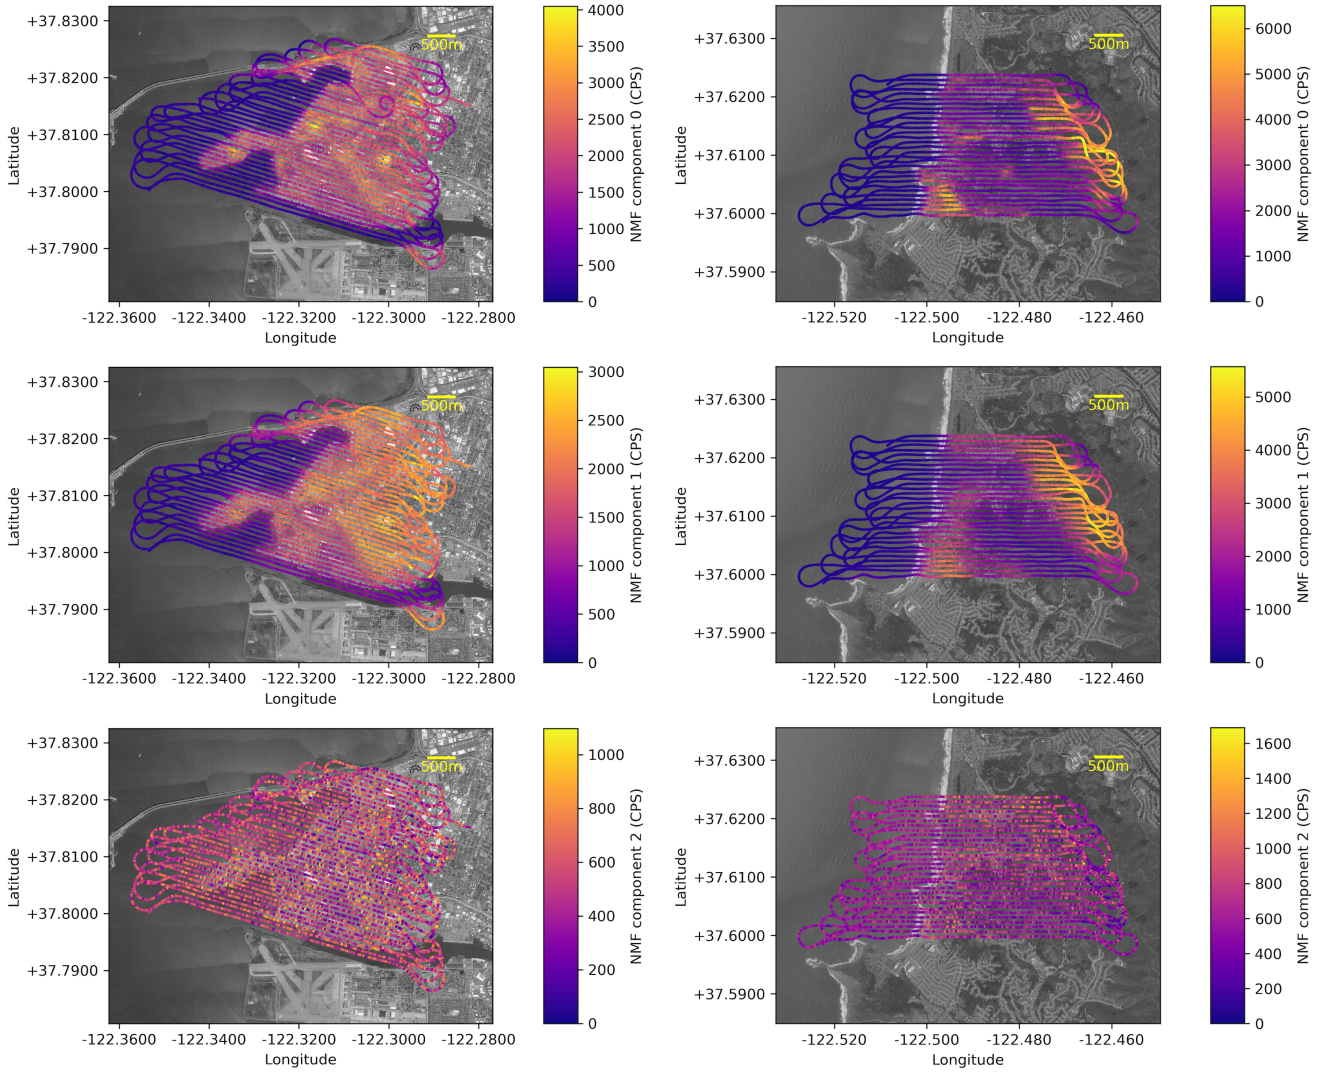 +37.8300
+37.8200
+37.8100
+37.8000
+37.7900
Latitude
-122.3600 -122.3400 -122.3200 -122.3000 -122.2800
Longitude
500m
4000
3500
3000
2500
2000
1500
1000
500
0
NMF component 0 (CPS)
+37.6300
+37.6200
+37.6100
+37.6000
+37.5900
Latitude
-122.520 -122.500 -122.480 -122.460
Longitude
500m
6000
5000
4000
3000
2000
1000
0
NMF component 0 (CPS)
+37.8300
+37.8200
+37.8100
+37.8000
+37.7900
Latitude
-122.3600 -122.3400 -122.3200 -122.3000 -122.2800
Longitude
500m
3000
2500
2000
1500
1000
500
0
NMF component 1 (CPS)
+37.6300
+37.6200
+37.6100
+37.6000
+37.5900
Latitude
-122.520 -122.500 -122.480 -122.460
Longitude
500m
5000
4000
3000
2000
1000
0
NMF component 1 (CPS)
+37.8300
+37.8200
+37.8100
+37.8000
+37.7900
Latitude
-122.3600 -122.3400 -122.3200 -122.3000 -122.2800
Longitude
500m
1000
800
600
400
200
0
NMF component 2 (CPS)
+37.6300
+37.6200
+37.6100
+37.6000
+37.5900
Latitude
-122.520 -122.500 -122.480 -122.460
Longitude
500m
1600
1400
1200
1000
800
600
400
200
0
NMF component 2 (CPS)